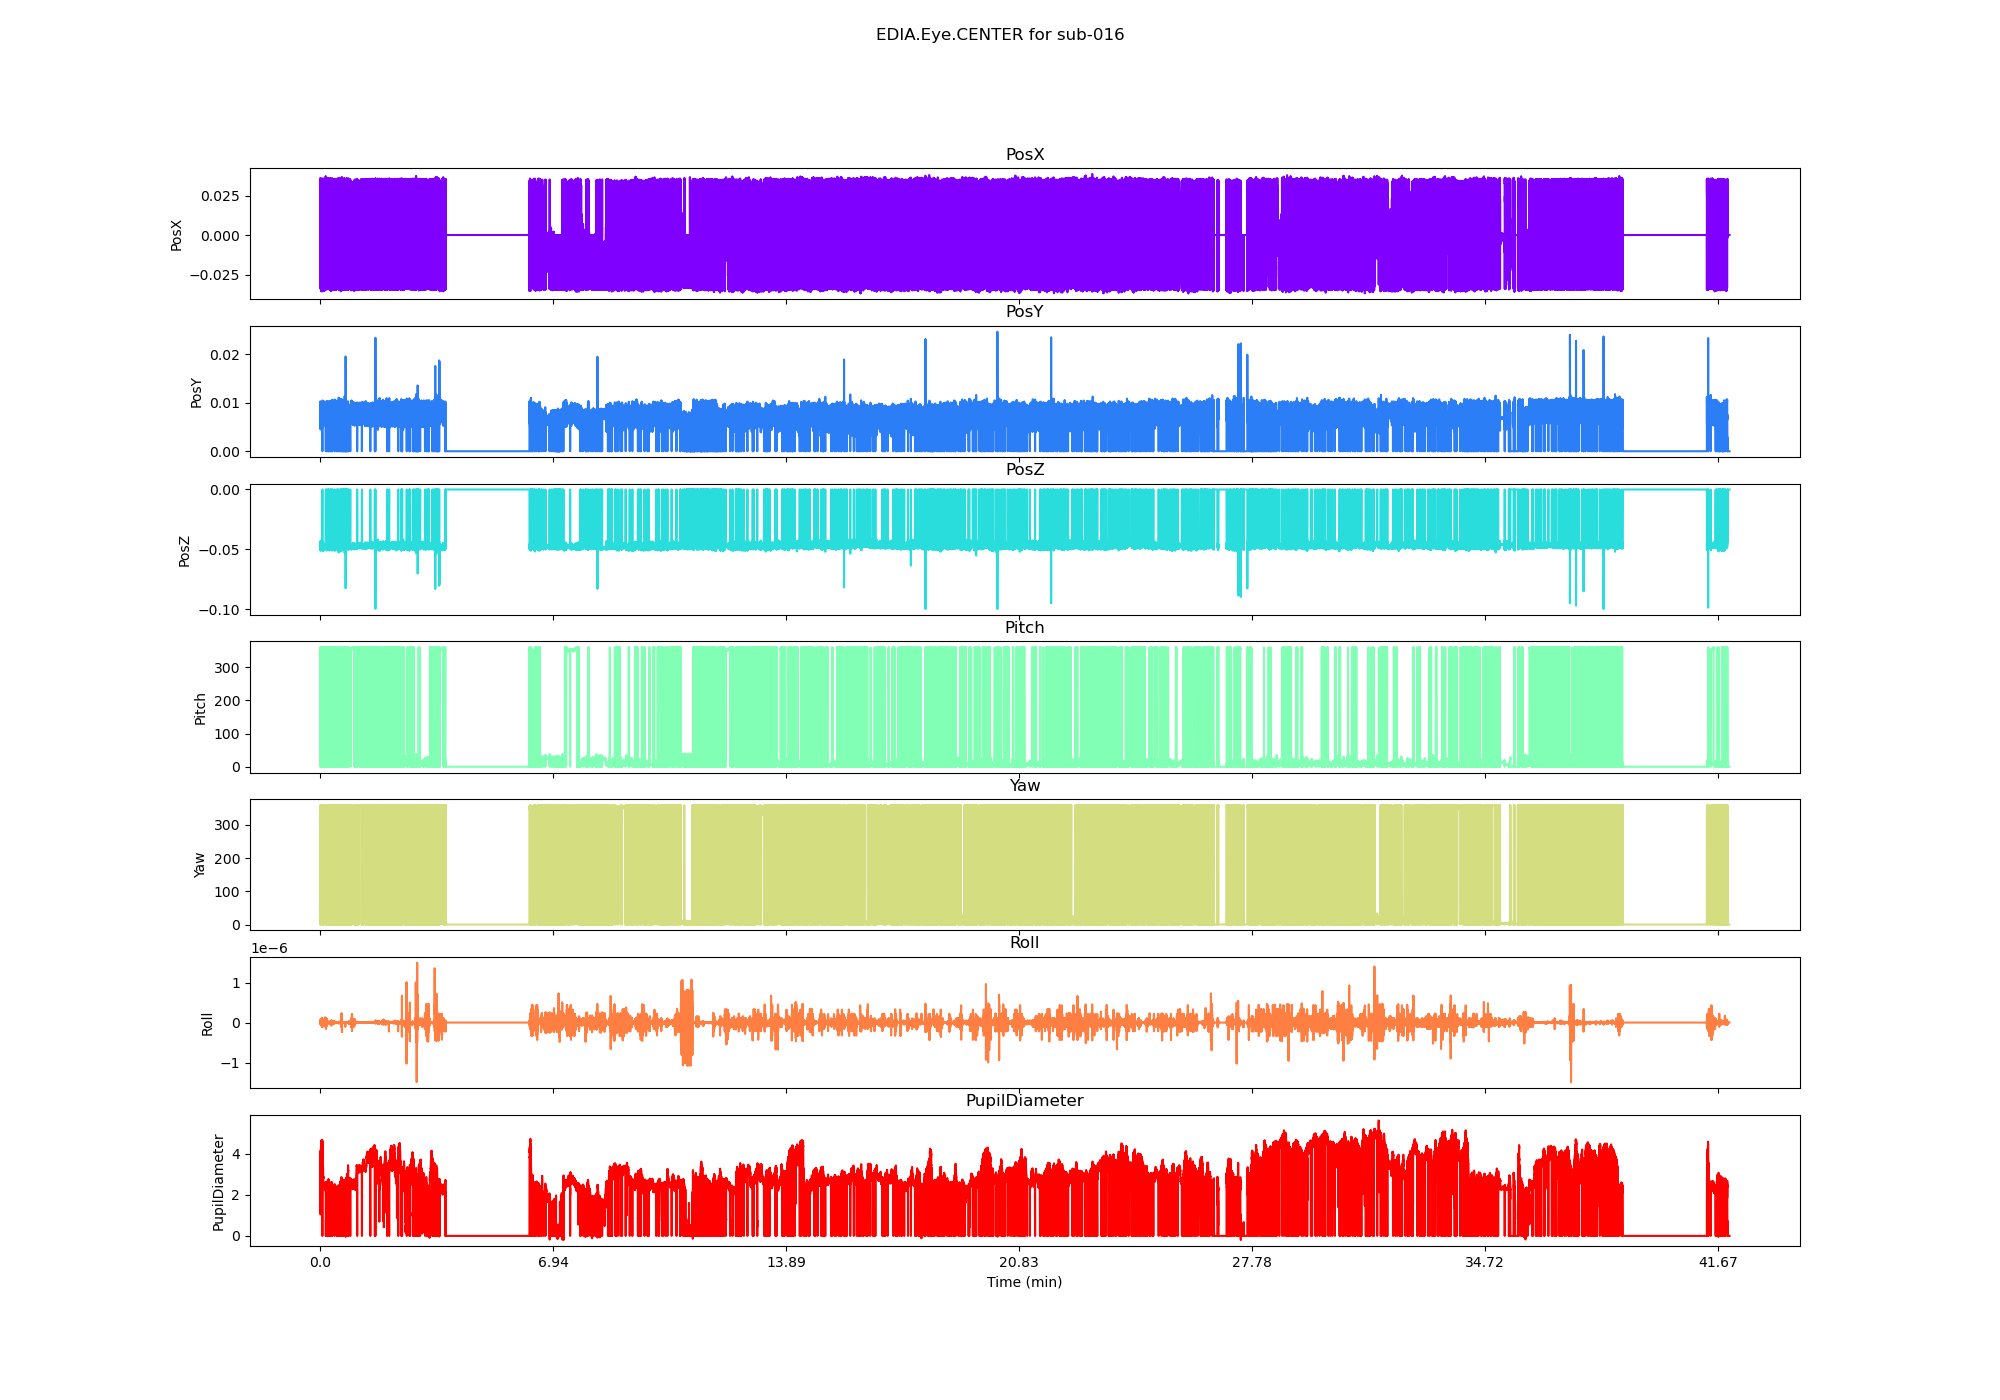 EDIA.Eye.CENTER for sub-016
PosX
0.025
0.000
−0.025
PosX
PosY
0.02
0.01
0.00
PosY
PosZ
0.00
−0.05
−0.10
PosZ
Pitch
300
200
100
0
Pitch
Yaw
300
200
100
0
Yaw
Roll
1e−6
1
0
−1
Roll
PupilDiameter
4
2
0
PupilDiameter
0.0 6.94 13.89 20.83 27.78 34.72 41.67
Time (min)